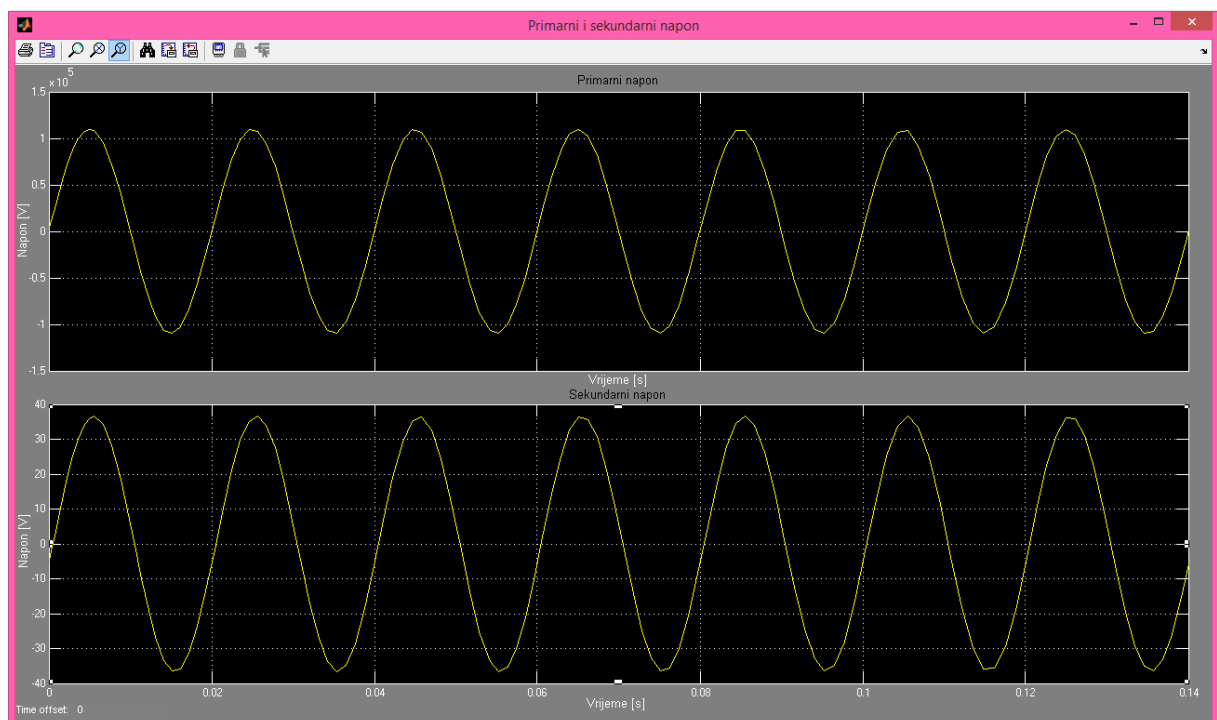 Primarni i sekundarni napon
×10 5
Primarni napon
1.5
1
0.5
0
-0.5
-1
-1.5
Napon [V]
Vrijeme [s]
Sekundarni napon
40
30
20
10
0
-10
-20
-30
-40
Napon [V]
0 0.02 0.04 0.06 0.08 0.1 0.12 0.14
Vrijeme [s]
Time offset: 0